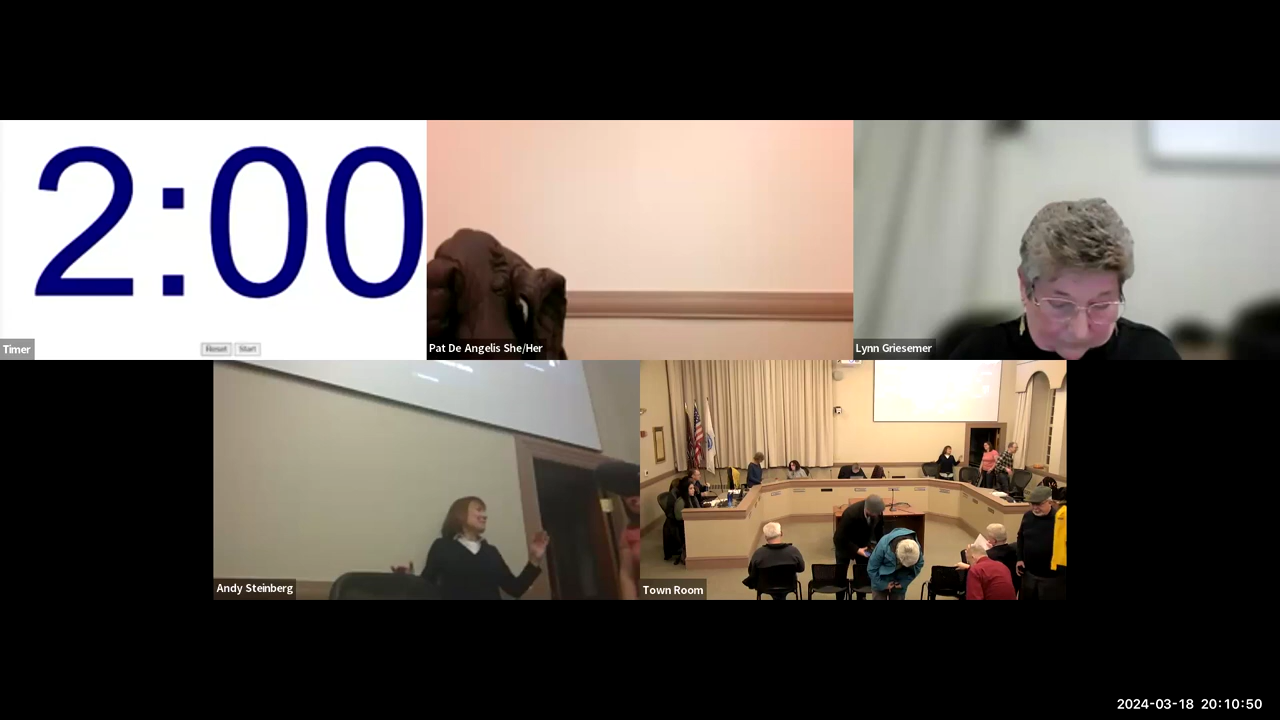 2:00
Reset Start
Timer
Pat De Angelis She/Her
Lynn Griesemer
Andy Steinberg
Town Room
2024-03-18 20:10:50